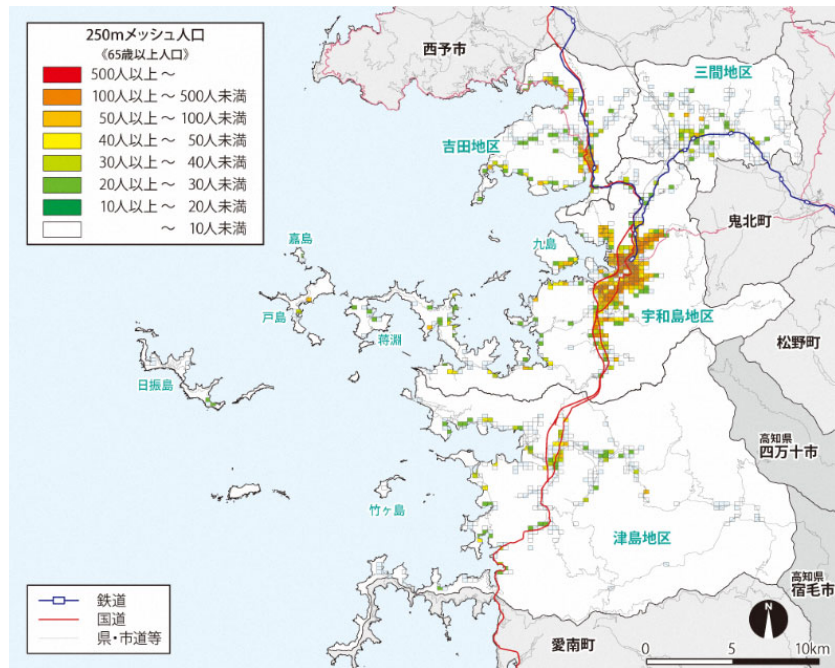 250mメッシュ人口
《65歳以上人口》
500人以上 ～
100人以上 ～ 500人未満
50人以上 ～ 100人未満
40人以上 ～ 50人未満
30人以上 ～ 40人未満
20人以上 ～ 30人未満
10人以上 ～ 20人未満
～ 10人未満
西予市
三間地区
吉田地区
鬼北町
嘉島
九島
戸島
宇和島地区
蒋渕
松野町
日振島
高知県
四万十市
竹ヶ島
津島地区
高知県
宿毛市
鉄道
国道
県・市道等
愛南町
N
0 5 10km